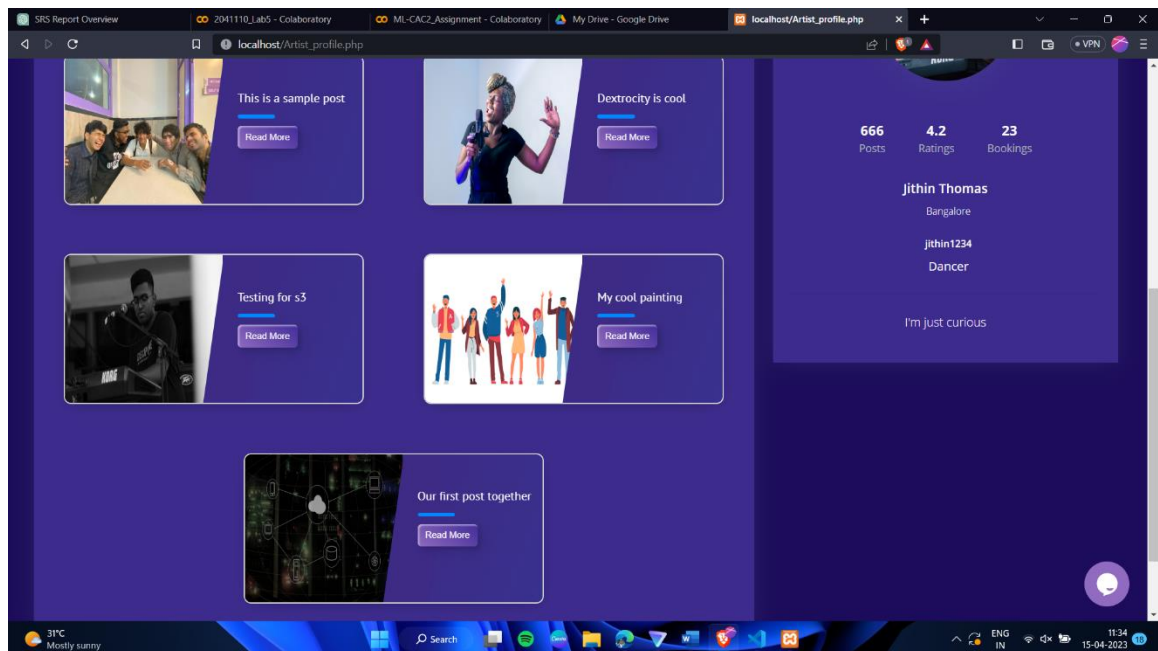 SRS Report Overview
2041110_Lab5 - Colaboratory
ML-CAC2_Assignment - Colaboratory
My Drive - Google Drive
localhost/Artist_profile.php
localhost/Artist_profile.php
VPN
This is a sample post
Read More
Dextrocity is cool
Read More
KORG
666
Posts
4.2
Ratings
23
Bookings
Jithin Thomas
Bangalore
jithin1234
Dancer
I'm just curious
Testing for s3
Read More
KORG
My cool painting
Read More
Our first post together
Read More
31°C
Mostly sunny
Search
ENG
IN
11:34
15-04-2023
18